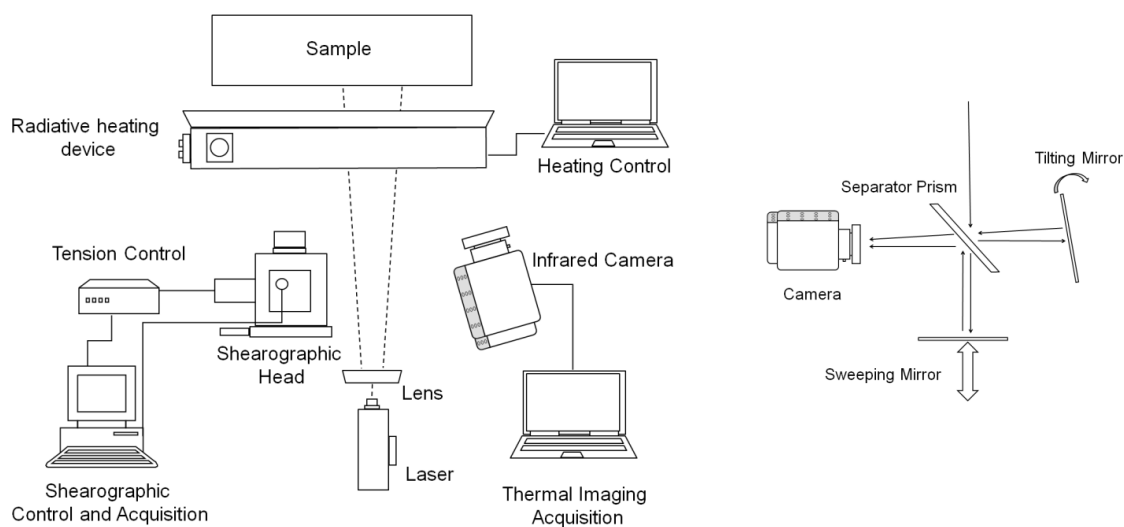 Sample
Radiative heating
device
Heating Control
Tension Control
Infrared Camera
Shearographic
Head
Lens
Laser
Shearographic
Control and Acquisition
Thermal Imaging
Acquisition
Tilting Mirror
Separator Prism
Camera
Sweeping Mirror